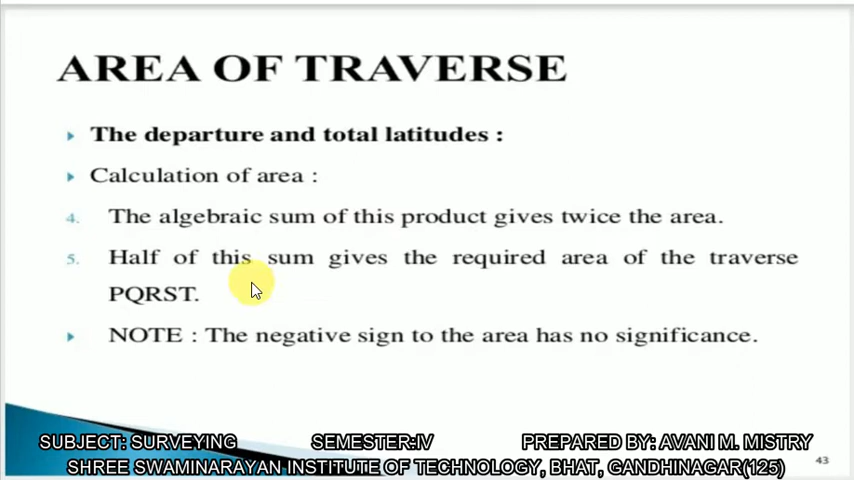 AREA OF TRAVERSE
The departure and total latitudes :
Calculation of area :
4. The algebraic sum of this product gives twice the area.
5. Half of this sum gives the required area of the traverse
PQRST.
NOTE : The negative sign to the area has no significance.
SUBJECT: SURVEYING SEMESTER-IV PREPARED BY: AVANI M. MISTRY
SHREE SWAMINARAYAN INSTITUTE OF TECHNOLOGY, BHAT, GANDHINAGAR(125)
43